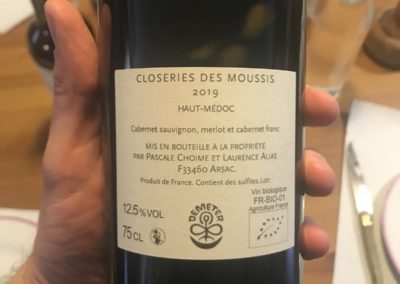 CLOSERIES DES MOUSSIS
2019
HAUT-MÉDOC
Cabernet sauvignon, merlot et cabernet franc
MIS EN BOUTEILLE À LA PROPRIÉTÉ
PAR PASCALE CHOIME ET LAURENCE ALIAS
F33460 ARSAC.
Produit de France. Contient des sulfites. L01
Vin biologique
FR-BIO-01
Agriculture France
12.5 %VOL
75 CL
DEMETER